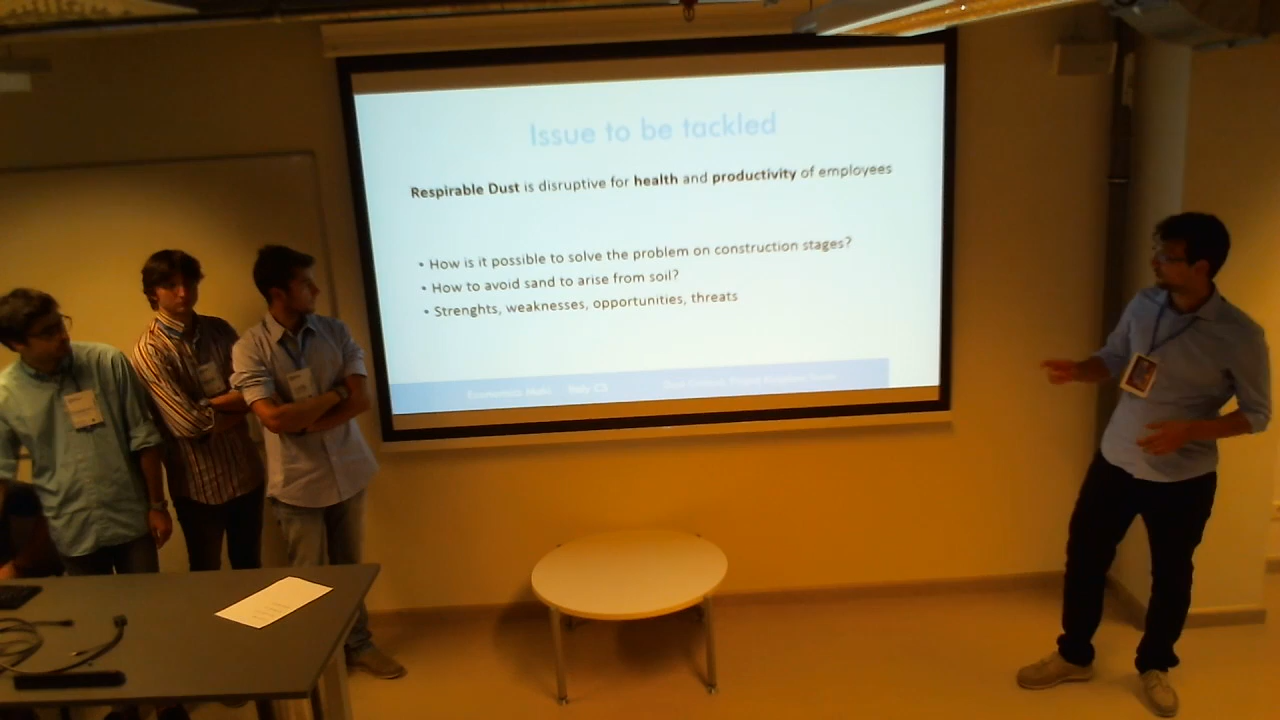 Issue to be tackled
Respirable Dust is disruptive for health and productivity of employees
• How is it possible to solve the problem on construction stages?
• How to avoid sand to arise from soil?
• Strenghts, weaknesses, opportunities, threats